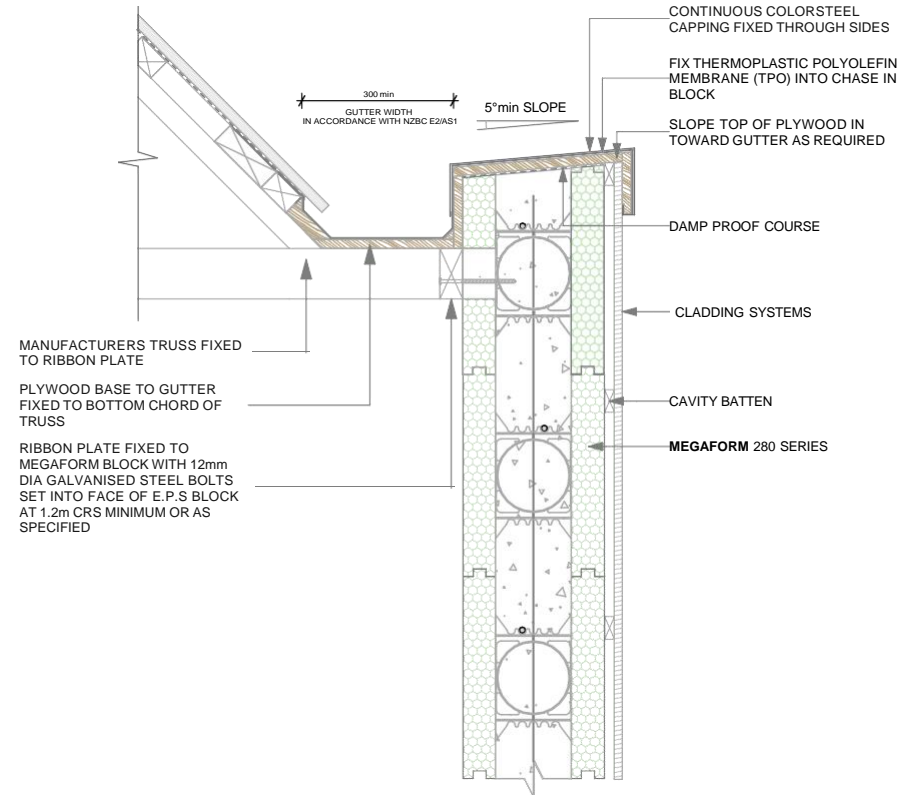 CONTINUOUS COLORSTEEL
CAPPING FIXED THROUGH SIDES
FIX THERMOPLASTIC POLYOLEFIN
MEMBRANE (TPO) INTO CHASE IN
BLOCK
300 min
GUTTER WIDTH
IN ACCORDANCE WITH NZBC E2/AS1
5°min SLOPE
SLOPE TOP OF PLYWOOD IN
TOWARD GUTTER AS REQUIRED
DAMP PROOF COURSE
CLADDING SYSTEMS
MANUFACTURERS TRUSS FIXED
TO RIBBON PLATE
PLYWOOD BASE TO GUTTER
FIXED TO BOTTOM CHORD OF
TRUSS
CAVITY BATTEN
MEGAFORM 280 SERIES
RIBBON PLATE FIXED TO
MEGAFORM BLOCK WITH 12mm
DIA GALVANISED STEEL BOLTS
SET INTO FACE OF E.P.S BLOCK
AT 1.2m CRS MINIMUM OR AS
SPECIFIED